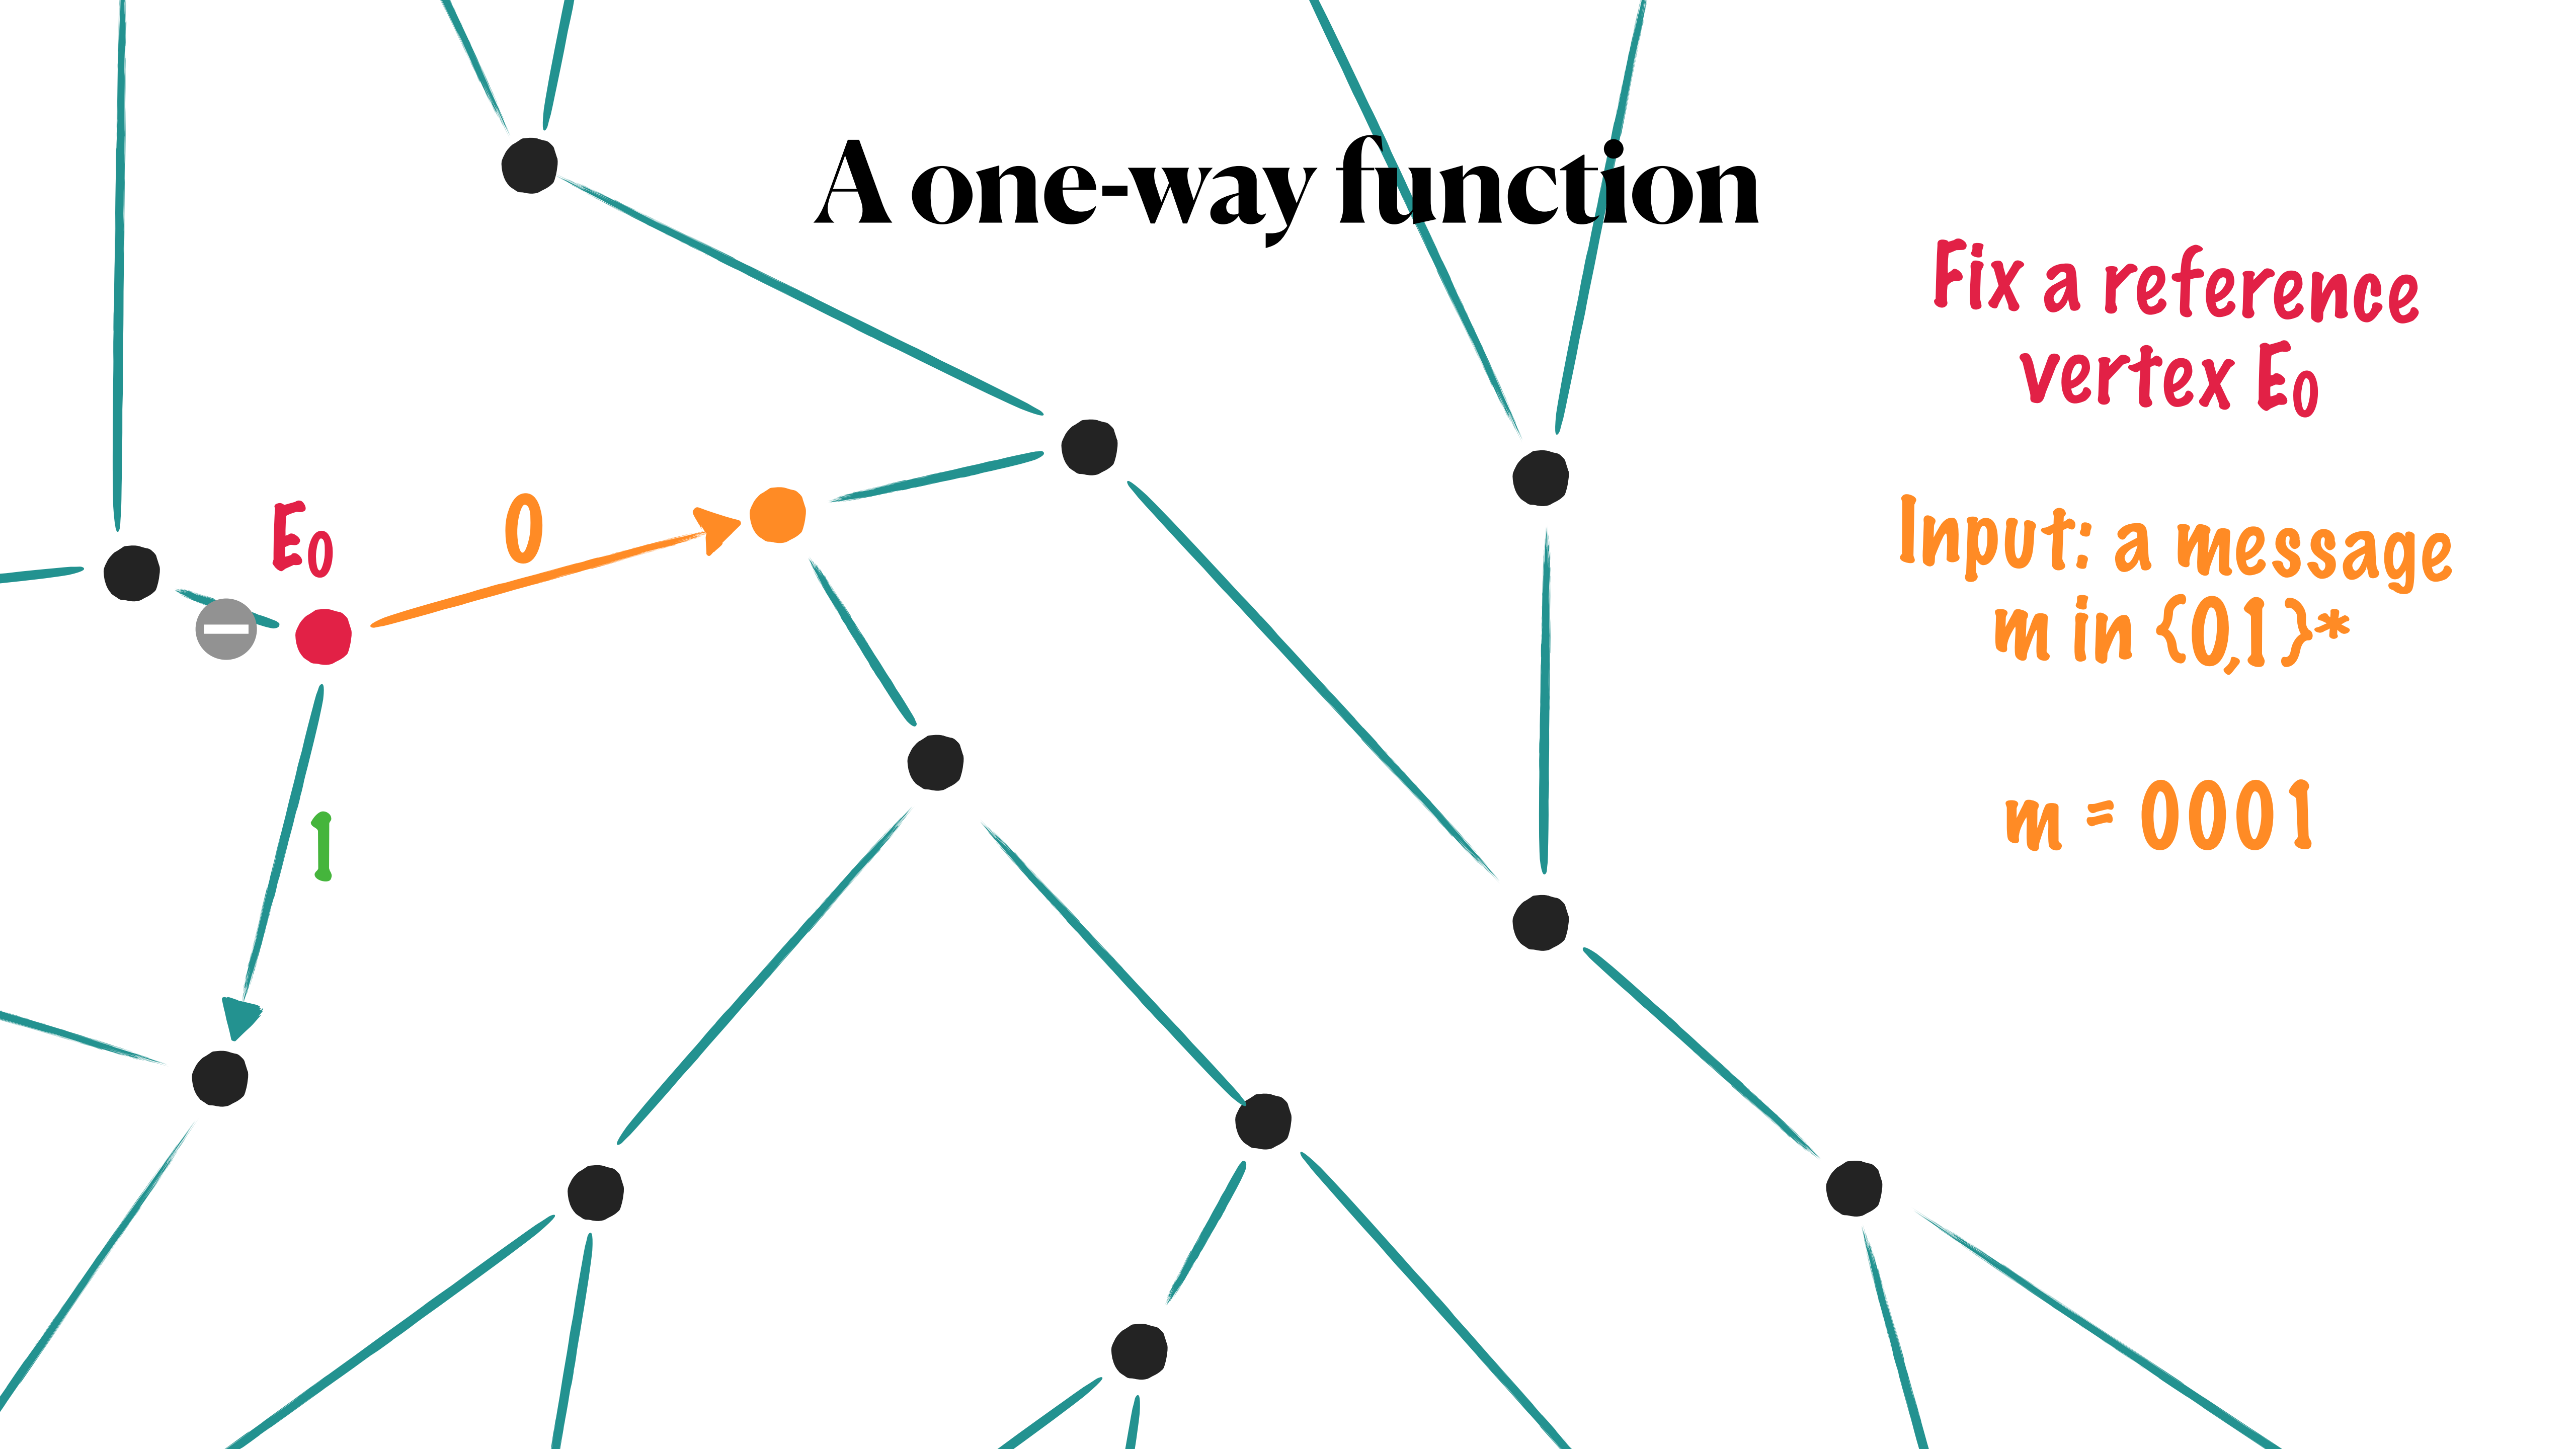 A one-way function
Fix a reference
vertex E₀
Input: a message
m in {0,1}*
m = 0001
E₀
0
1